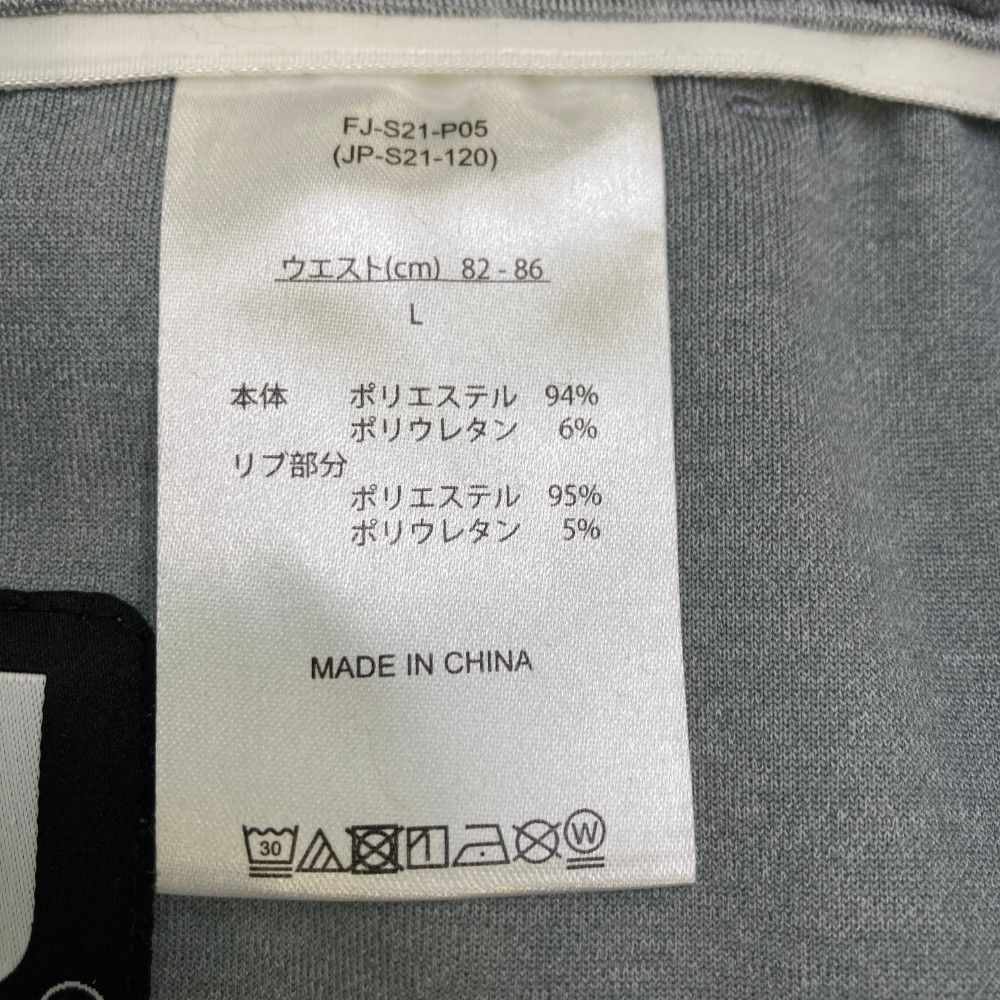 FJ-S21-P05
(JP-S21-120)
ウエスト(cm) 82 - 86
L
本体 ポリエステル 94%
ポリウレタン 6%
リブ部分
ポリエステル 95%
ポリウレタン 5%
MADE IN CHINA
30 W